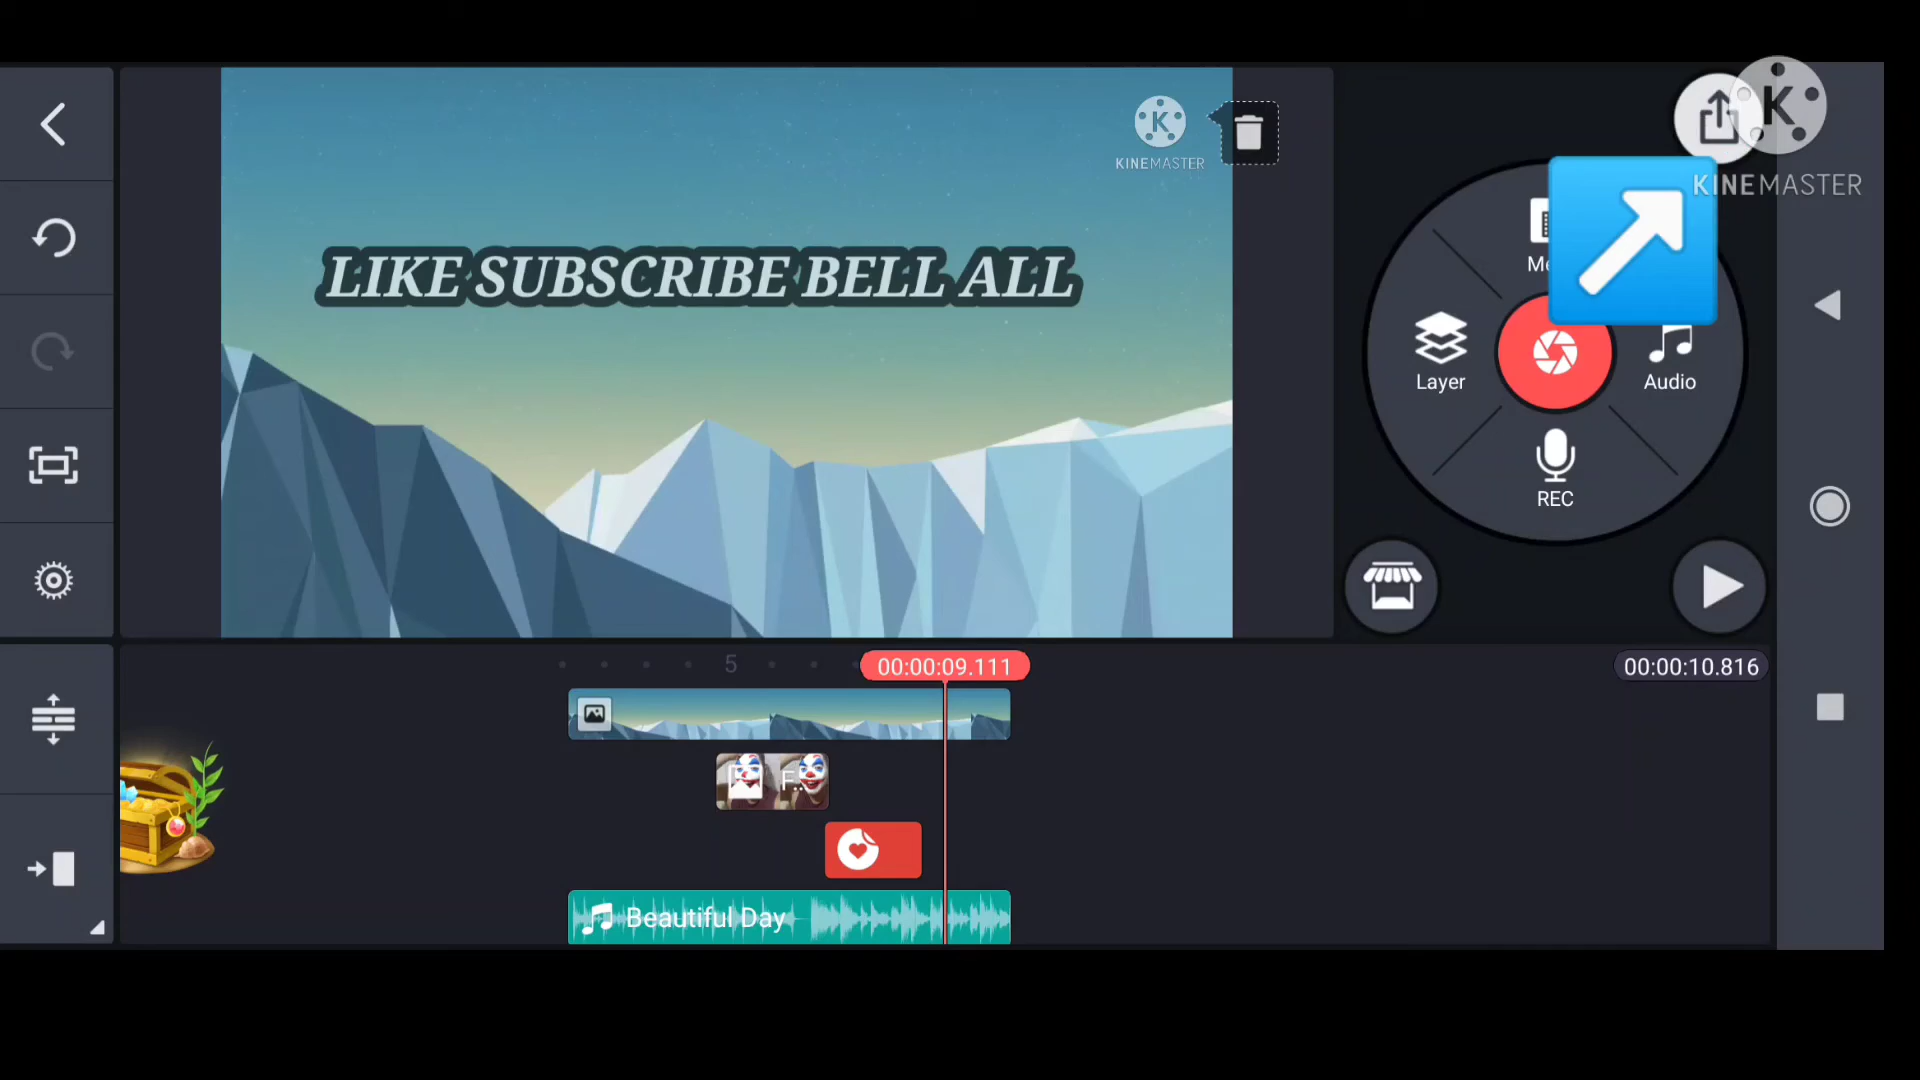 KINEMASTER
KINEMASTER
LIKE SUBSCRIBE BELL ALL
Layer
Audio
REC
5
00:00:09.111
00:00:10.816
F..
Beautiful Day